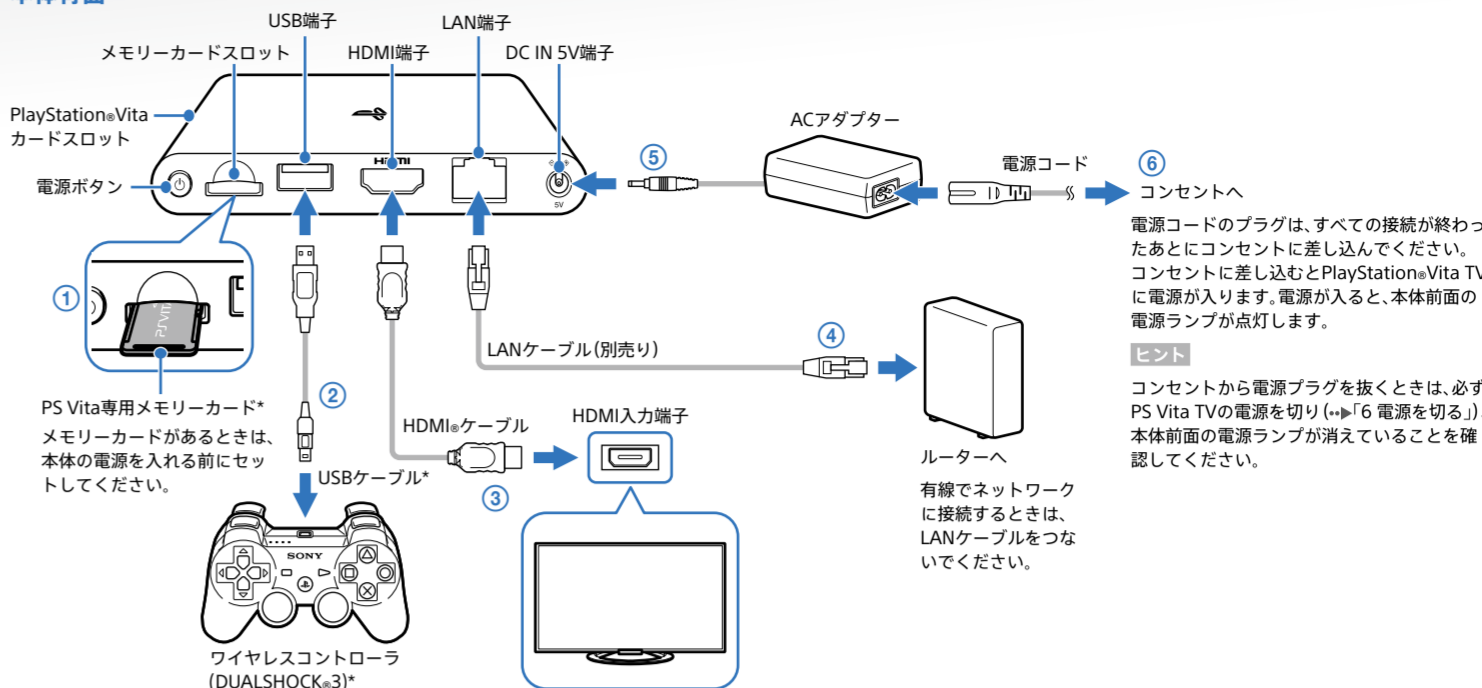 USB端子
LAN端子
メモリーカードスロット
HDMI端子
DC IN 5V端子
PlayStation®Vita
カードスロット
電源ボタン
HDMI
5V
ACアダプター
⑤
電源コード
⑥
コンセントへ
電源コードのプラグは、すべての接続が終わっ
たあとにコンセントに差し込んでください。
コンセントに差し込むとPlayStation®Vita TV
に電源が入ります。電源が入ると、本体前面の
電源ランプが点灯します。
ヒント
コンセントから電源プラグを抜くときは、必ず
PS Vita TVの電源を切り(••▶「6 電源を切る」)
本体前面の電源ランプが消えていることを確
認してください。
①
PSVITA
PS Vita専用メモリーカード*
メモリーカードがあるときは、
本体の電源を入れる前にセッ
トしてください。
②
USBケーブル*
SONY
ワイヤレスコントローラ
(DUALSHOCK®3)*
HDMI®ケーブル
③
HDMI入力端子
LANケーブル(別売り)
④
ルーターへ
有線でネットワーク
に接続するときは、
LANケーブルをつな
いでください。